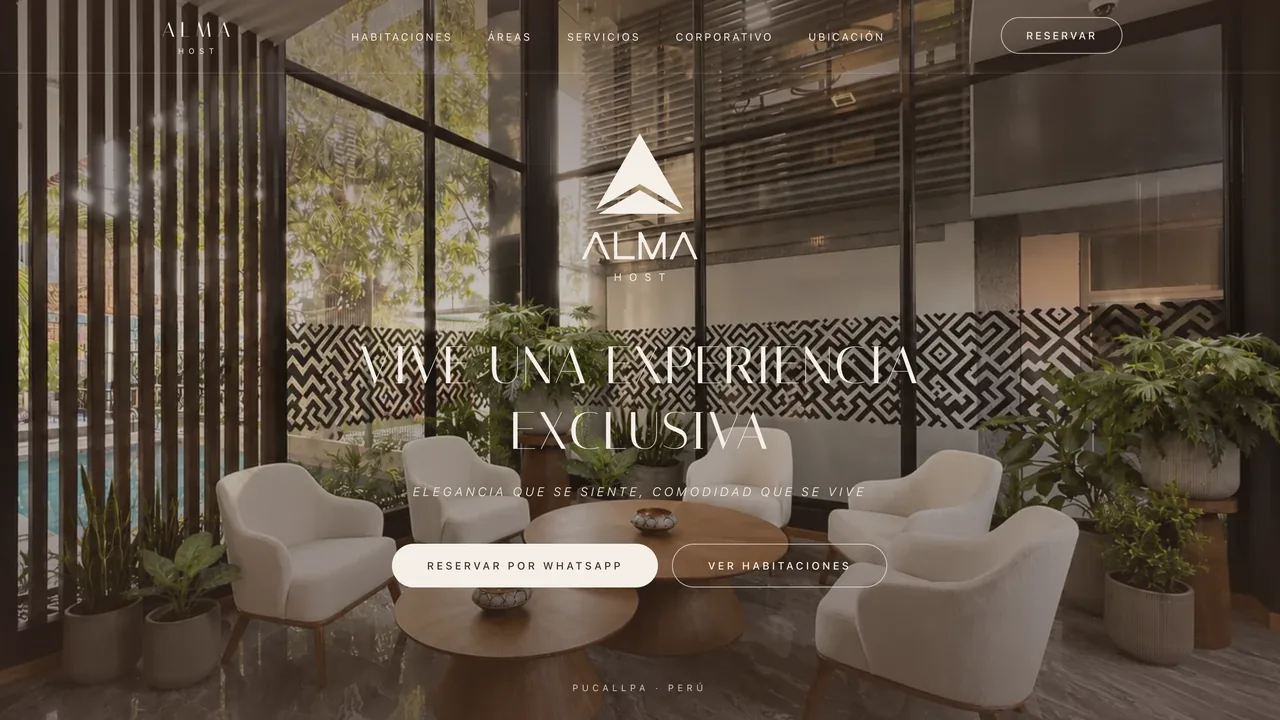 ALMA
HOST
HABITACIONES
ÁREAS
SERVICIOS
CORPORATIVO
UBICACIÓN
RESERVAR
ALMA
HOST
VIVE UNA EXPERIENCIA
EXCLUSIVA
ELEGANCIA QUE SE SIENTE, COMODIDAD QUE SE VIVE
RESERVAR POR WHATSAPP
VER HABITACIONES
PUCALLPA · PERÚ